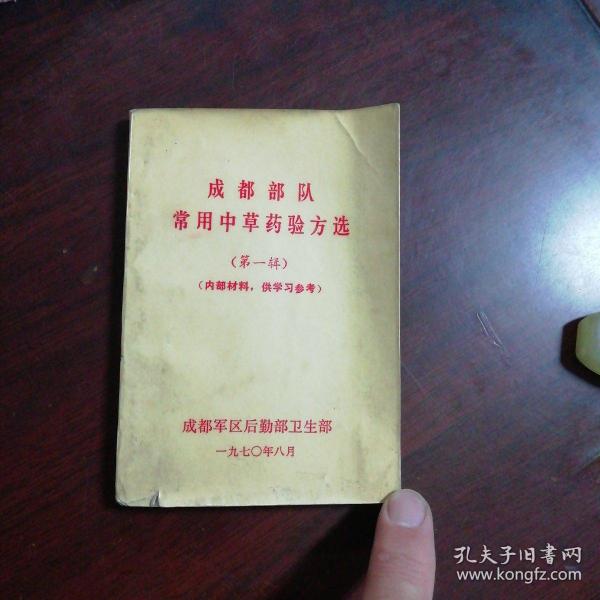 成都部队
常用中草药验方选
（第一辑）
（内部材料，供学习参考）
成都军区后勤部卫生部
一九七〇年八月
孔夫子旧书网
www.kongfz.com